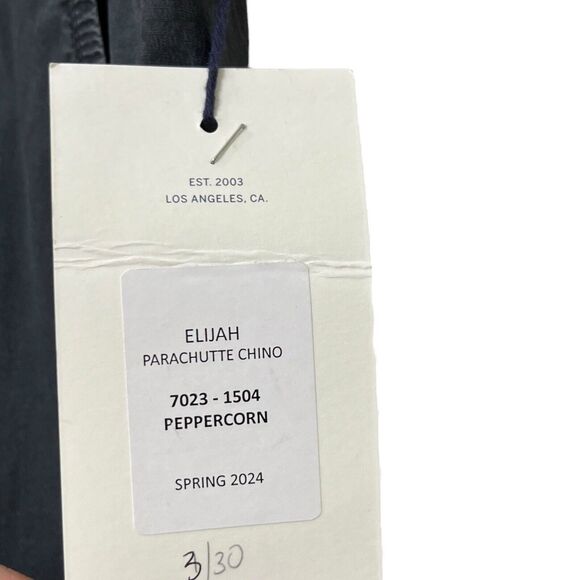 EST. 2003
LOS ANGELES, CA.
ELIJAH
PARACHUTTE CHINO
7023 - 1504
PEPPERCORN
SPRING 2024
3/30